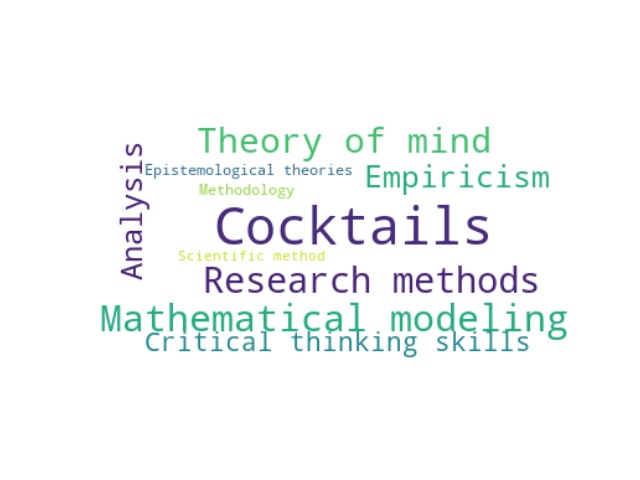 Theory of mind
Epistemological theories
Empiricism
Methodology
Analysis
Cocktails
Scientific method
Research methods
Mathematical modeling
Critical thinking skills